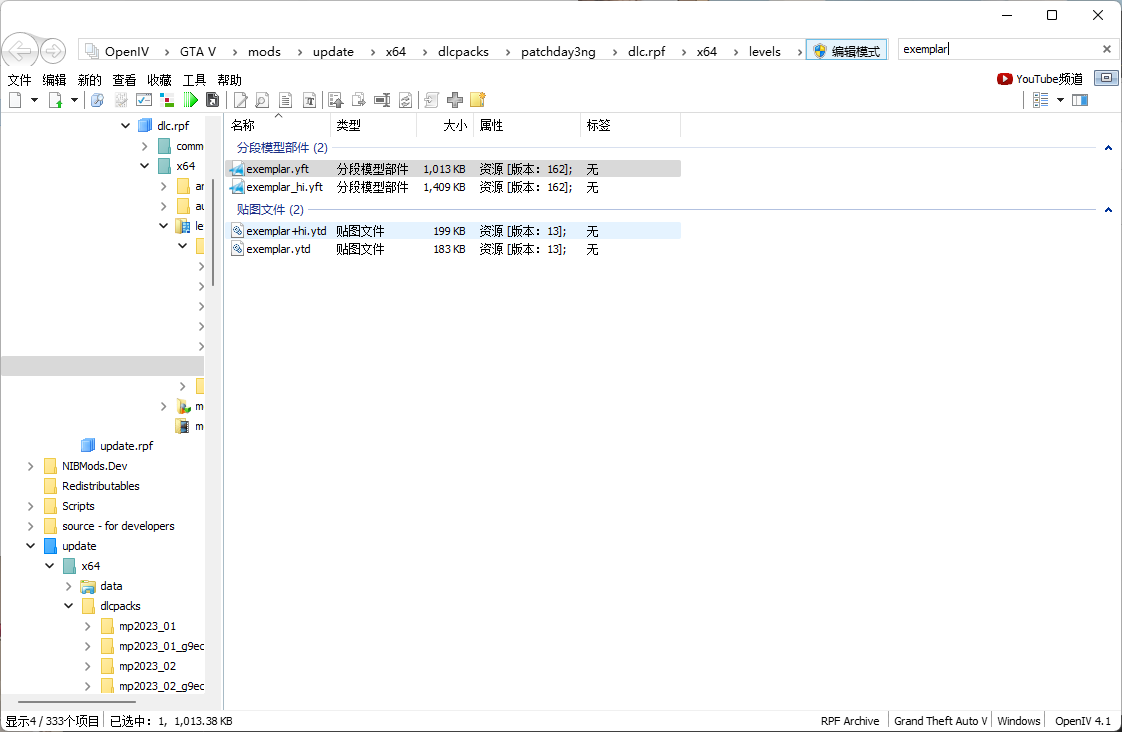 OpenIV GTA V mods update x64 dlcpacks patchday3ng dlc.rpf x64 levels 编辑模式 exemplar
文件 编辑 新的 查看 收藏 工具 帮助 YouTube频道
名称 类型 大小 属性 标签
分段模型部件 (2)
exemplar.yft 分段模型部件 1,013 KB 资源 [版本：162]; 无
exemplar_hi.yft 分段模型部件 1,409 KB 资源 [版本：162]; 无
贴图文件 (2)
exemplar+hi.ytd 贴图文件 199 KB 资源 [版本：13]; 无
exemplar.ytd 贴图文件 183 KB 资源 [版本：13]; 无
dlc.rpf
comm
x64
ar
au
le
m
m
update.rpf
NIBMods.Dev
Redistributables
Scripts
source - for developers
update
x64
data
dlcpacks
mp2023_01
mp2023_01_g9ec
mp2023_02
mp2023_02_g9ec
显示4 / 333个项目 已选中：1, 1,013.38 KB RPF Archive Grand Theft Auto V Windows OpenIV 4.1